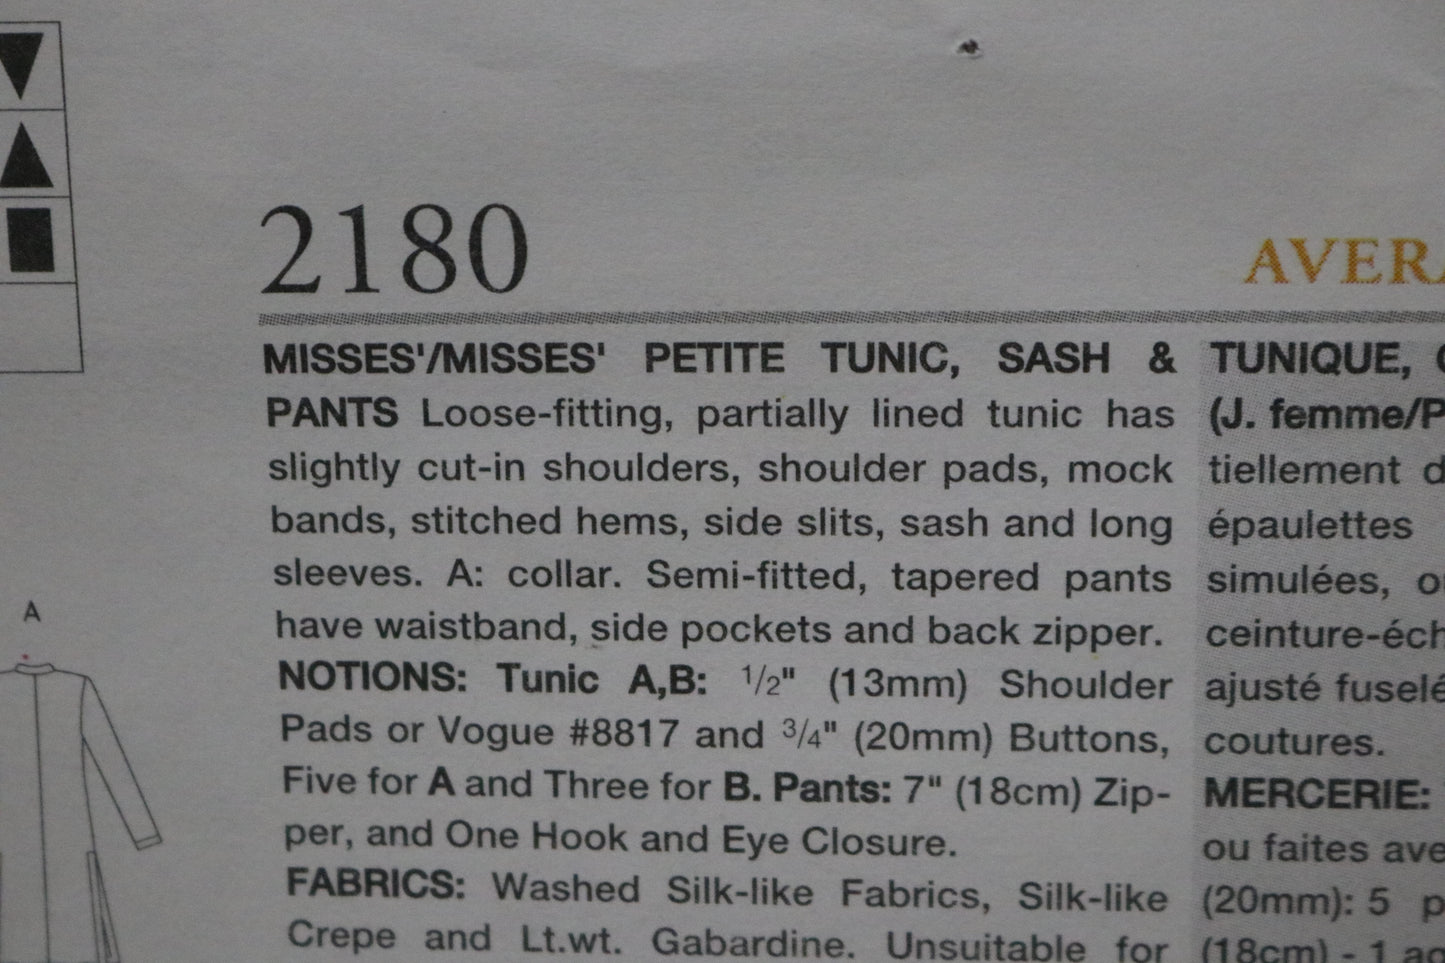 2180
AVERA
MISSES'/MISSES' PETITE TUNIC, SASH &
PANTS Loose-fitting, partially lined tunic has
slightly cut-in shoulders, shoulder pads, mock
bands, stitched hems, side slits, sash and long
sleeves. A: collar. Semi-fitted, tapered pants
have waistband, side pockets and back zipper.
NOTIONS: Tunic A,B: 1/2" (13mm) Shoulder
Pads or Vogue #8817 and 3/4" (20mm) Buttons,
Five for A and Three for B. Pants: 7" (18cm) Zip-
per, and One Hook and Eye Closure.
FABRICS: Washed Silk-like Fabrics, Silk-like
Crepe and Lt.wt. Gabardine. Unsuitable for
TUNIQUE,
(J. femme/P
tiellement d
épaulettes
simulées, o
ceinture-éch
ajusté fuselé
coutures.
MERCERIE:
ou faites ave
(20mm): 5 p
(18cm) - 1 ag
A